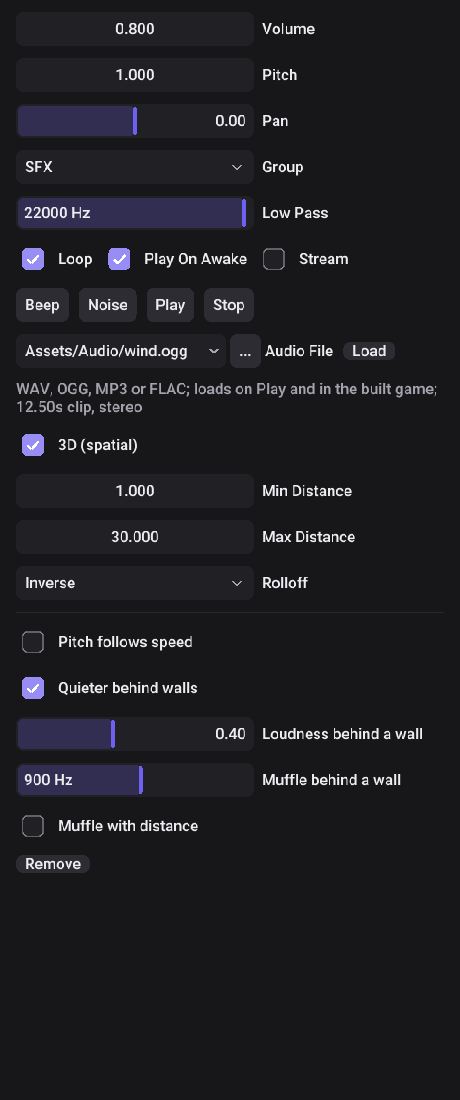 0.800 Volume
1.000 Pitch
0.00 Pan
SFX Group
22000 Hz Low Pass
Loop Play On Awake Stream
Beep Noise Play Stop
Assets/Audio/wind.ogg ... Audio File Load
WAV, OGG, MP3 or FLAC; loads on Play and in the built game;
12.50s clip, stereo
3D (spatial)
1.000 Min Distance
30.000 Max Distance
Inverse Rolloff
Pitch follows speed
Quieter behind walls
0.40 Loudness behind a wall
900 Hz Muffle behind a wall
Muffle with distance
Remove